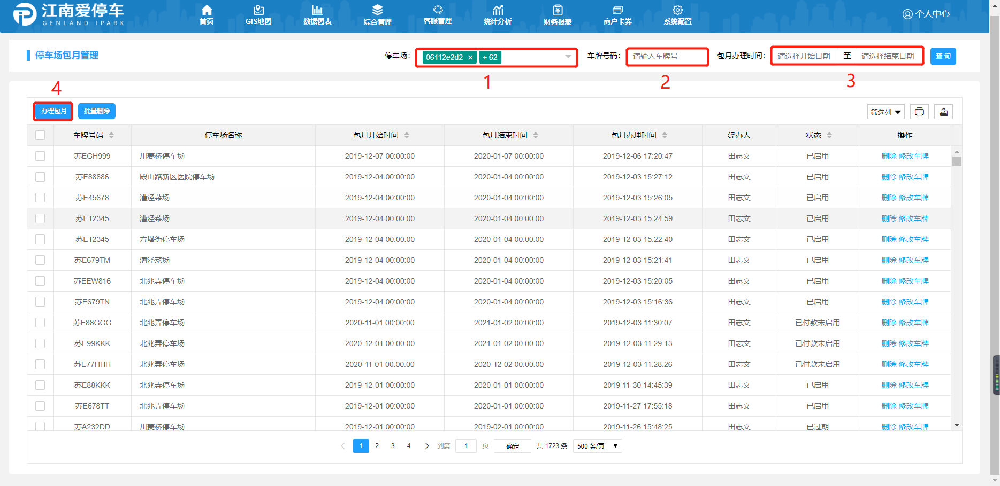 江南爱停车
GENLAND IPARK
首页 GIS地图 数据图表 综合管理 客服管理 统计分析 财务报表 商户卡券 系统配置 个人中心
停车场包月管理 停车场: 06112e2d2 × + 62 车牌号码: 请输入车牌号 包月办理时间: 请选择开始日期 至 请选择结束日期 查 询
4 1 2 3
办理包月 批量删除 筛选列
车牌号码 停车场名称 包月开始时间 包月结束时间 包月办理时间 经办人 状态 操作
苏EGH999 川菱桥停车场 2019-12-07 00:00:00 2020-01-07 00:00:00 2019-12-06 17:20:47 田志文 已启用 删除 修改车牌
苏E88886 殿山路新区医院停车场 2019-12-04 00:00:00 2020-01-04 00:00:00 2019-12-03 15:27:12 田志文 已启用 删除 修改车牌
苏E45678 漕泾菜场 2019-12-04 00:00:00 2020-01-04 00:00:00 2019-12-03 15:26:05 田志文 已启用 删除 修改车牌
苏E12345 漕泾菜场 2019-12-04 00:00:00 2020-01-04 00:00:00 2019-12-03 15:24:59 田志文 已启用 删除 修改车牌
苏E12345 方塔街停车场 2019-12-04 00:00:00 2020-01-04 00:00:00 2019-12-03 15:22:40 田志文 已启用 删除 修改车牌
苏E679TM 漕泾菜场 2019-12-04 00:00:00 2020-01-04 00:00:00 2019-12-03 15:21:41 田志文 已启用 删除 修改车牌
苏EEW816 北兆弄停车场 2019-12-04 00:00:00 2020-01-04 00:00:00 2019-12-03 15:20:05 田志文 已启用 删除 修改车牌
苏E679TN 北兆弄停车场 2019-12-04 00:00:00 2020-01-04 00:00:00 2019-12-03 15:16:36 田志文 已启用 删除 修改车牌
苏E88GGG 北兆弄停车场 2020-11-01 00:00:00 2021-01-02 00:00:00 2019-12-03 11:30:07 田志文 已付款未启用 删除 修改车牌
苏E99KKK 北兆弄停车场 2020-12-01 00:00:00 2021-01-02 00:00:00 2019-12-03 11:29:13 田志文 已付款未启用 删除 修改车牌
苏E77HHH 北兆弄停车场 2020-11-01 00:00:00 2020-12-02 00:00:00 2019-12-03 11:28:26 田志文 已付款未启用 删除 修改车牌
苏E88KKK 北兆弄停车场 2019-12-01 00:00:00 2020-01-01 00:00:00 2019-11-30 14:45:39 田志文 已启用 删除 修改车牌
苏E678TT 北兆弄停车场 2019-12-01 00:00:00 2020-01-01 00:00:00 2019-11-27 17:55:18 田志文 已启用 删除 修改车牌
苏A232DD 川菱桥停车场 2019-12-01 00:00:00 2019-02-01 00:00:00 2019-11-26 15:48:25 田志文 已过期 删除 修改车牌
1 2 3 4 到第 1 页 确定 共 1723 条 500 条/页